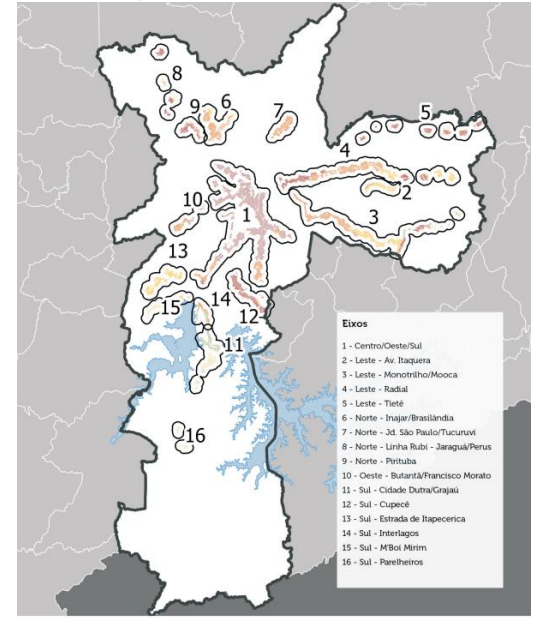 8
9
6
7
5
4
2
10
1
3
13
15
14
12
11
16
Eixos
1 - Centro/Oeste/Sul
2 - Leste - Av. Itaquera
3 - Leste - Monotrilho/Mooca
4 - Leste - Radial
5 - Leste - Tietê
6 - Norte - Inajar/Brasilândia
7 - Norte - Jd. São Paulo/Tucuruvi
8 - Norte - Linha Rubi - Jaraguá/Perus
9 - Norte - Pirituba
10 - Oeste - Butantã/Francisco Morato
11 - Sul - Cidade Dutra/Grajaú
12 - Sul - Cupecê
13 - Sul - Estrada de Itapecerica
14 - Sul - Interlagos
15 - Sul - M'Boi Mirim
16 - Sul - Parelheiros